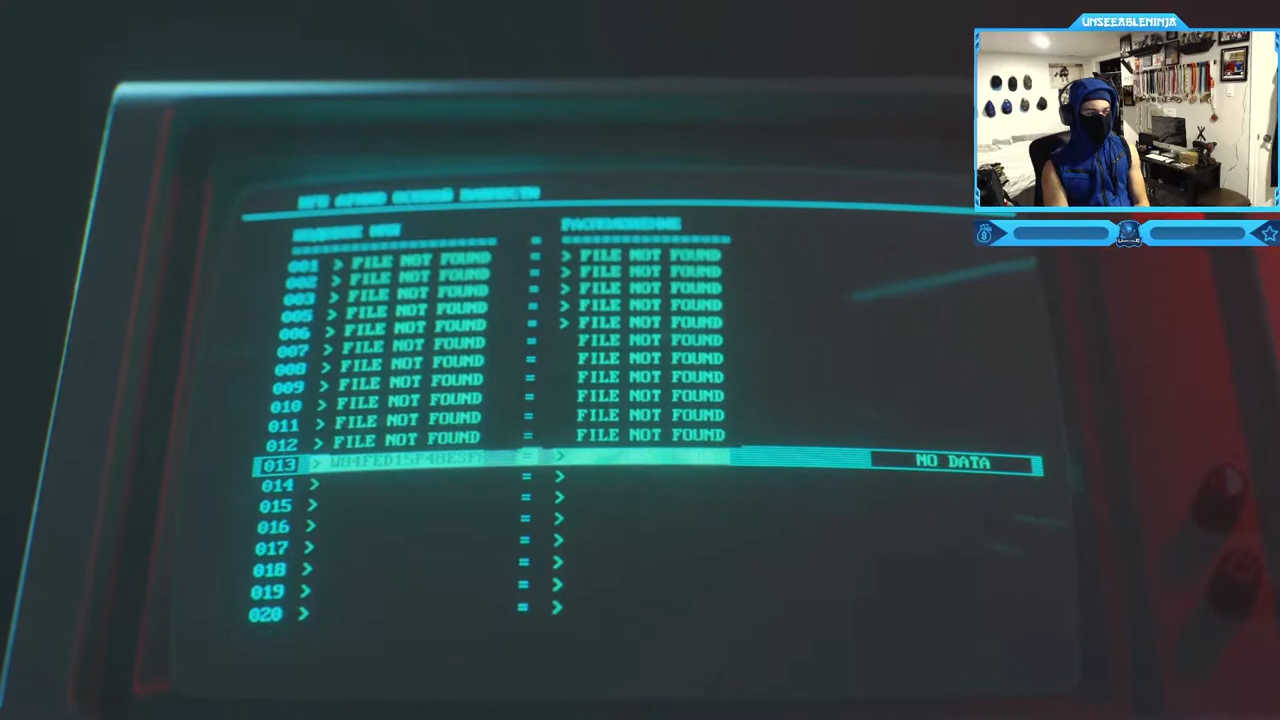 UNSEEABLENINJA
001 > FILE NOT FOUND = > FILE NOT FOUND
002 > FILE NOT FOUND = > FILE NOT FOUND
003 > FILE NOT FOUND = > FILE NOT FOUND
005 > FILE NOT FOUND = > FILE NOT FOUND
006 > FILE NOT FOUND = > FILE NOT FOUND
007 > FILE NOT FOUND = FILE NOT FOUND
008 > FILE NOT FOUND = FILE NOT FOUND
009 > FILE NOT FOUND = FILE NOT FOUND
010 > FILE NOT FOUND = FILE NOT FOUND
011 > FILE NOT FOUND = FILE NOT FOUND
012 > FILE NOT FOUND = FILE NOT FOUND
013 > = > NO DATA
014 > = >
015 > = >
016 > = >
017 > = >
018 > = >
019 > = >
020 > = >